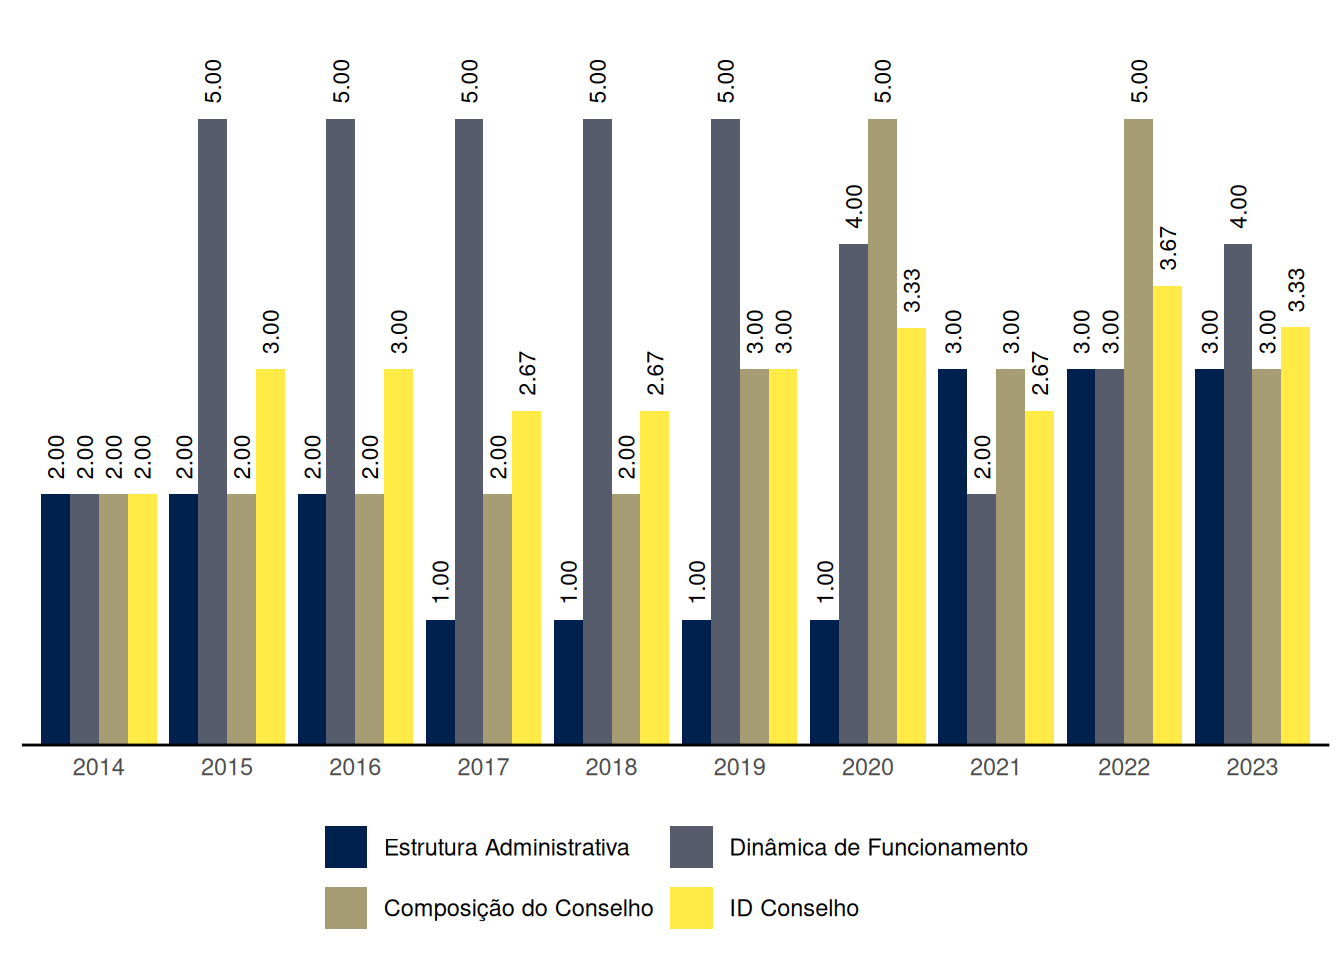 5.00 5.00 5.00 5.00 5.00 5.00 5.00
4.00 4.00
3.67
3.33 3.33
3.00 3.00 3.00 3.00 3.00 3.00 3.00 3.00 3.00 3.00
2.67 2.67 2.67
2.00 2.00 2.00 2.00 2.00 2.00 2.00 2.00 2.00 2.00 2.00
1.00 1.00 1.00 1.00
2014 2015 2016 2017 2018 2019 2020 2021 2022 2023
Estrutura Administrativa Dinâmica de Funcionamento
Composição do Conselho ID Conselho